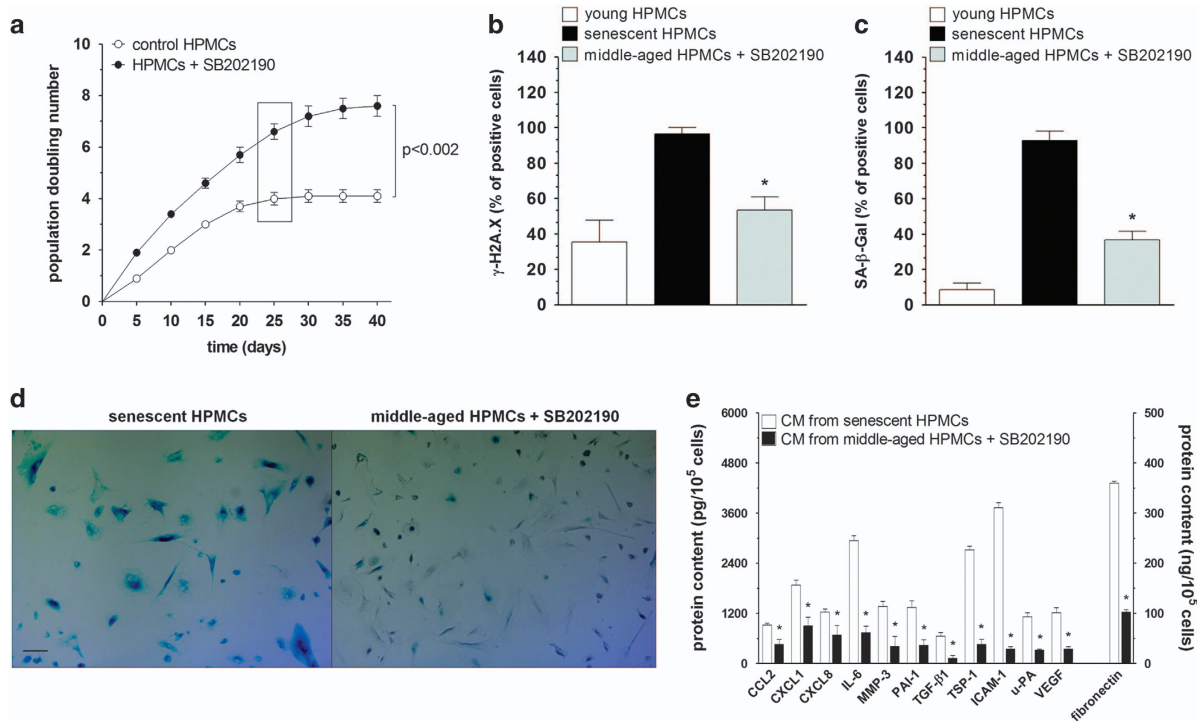 a
control HPMCs
HPMCs + SB202190
population doubling number
10
8
6
4
2
0
p<0.002
0 5 10 15 20 25 30 35 40
time (days)
b
young HPMCs
senescent HPMCs
middle-aged HPMCs + SB202190
γ-H2A.X (% of positive cells)
140
120
100
80
60
40
20
0
*
c
young HPMCs
senescent HPMCs
middle-aged HPMCs + SB202190
SA-β-Gal (% of positive cells)
140
120
100
80
60
40
20
0
*
d
senescent HPMCs
middle-aged HPMCs + SB202190
e
CM from senescent HPMCs
CM from middle-aged HPMCs + SB202190
protein content (pg/10⁵ cells)
6000
4800
3600
2400
1200
0
protein content (ng/10⁵ cells)
500
400
300
200
100
0
* * * * * * * * * * * *
CCL2
CXCL1
CXCL8
IL-6
MMP-3
PAI-1
TGF-β1
TSP-1
ICAM-1
u-PA
VEGF
fibronectin